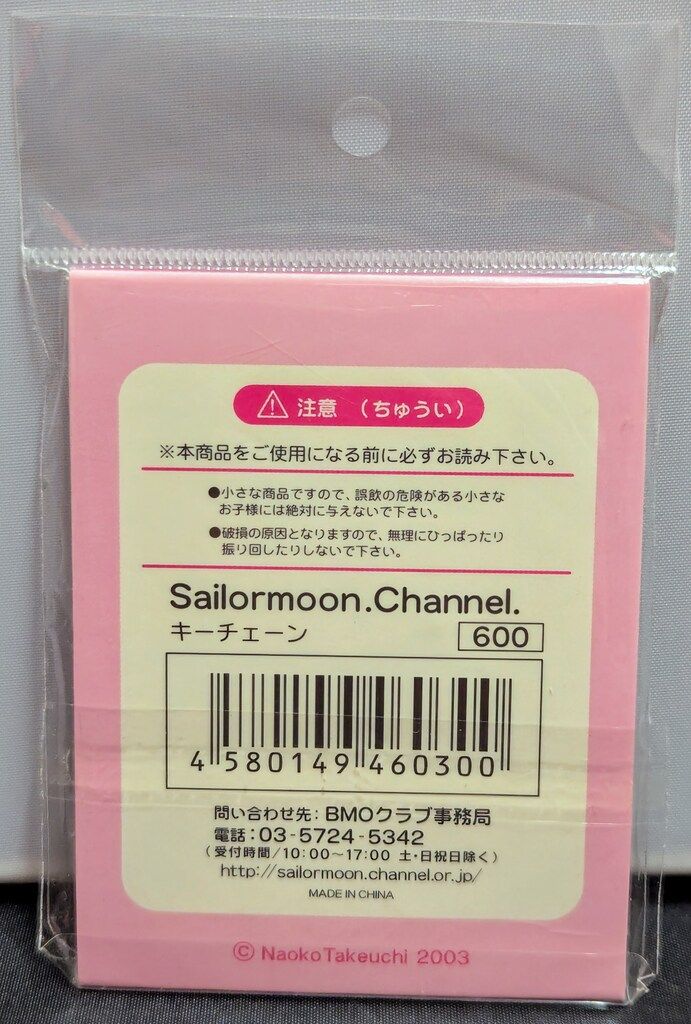 注意 (ちゅうい)
※本商品をご使用になる前に必ずお読み下さい。
●小さな商品ですので、誤飲の危険がある小さな
お子様には絶対に与えないで下さい。
●破損の原因となりますので、無理にひっぱったり
振り回したりしないで下さい。
Sailormoon.Channel.
キーチェーン
600
4 580149 460300
問い合わせ先：BMOクラブ事務局
電話：03-5724-5342
(受付時間/10:00～17:00 土・日祝日除く)
http://sailormoon.channel.or.jp/
MADE IN CHINA
© NaokoTakeuchi 2003